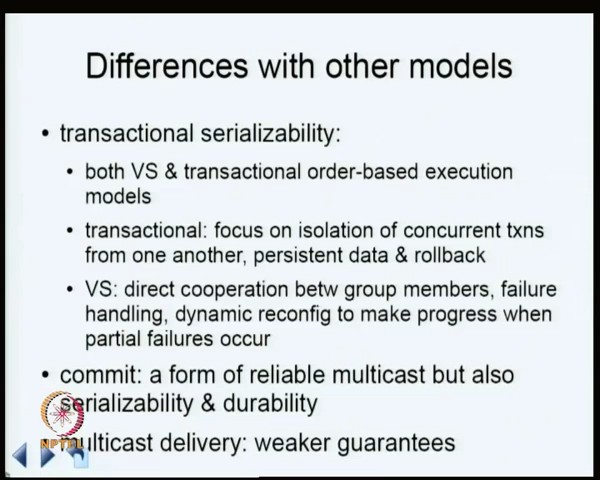 Differences with other models
• transactional serializability:
• both VS & transactional order-based execution
models
• transactional: focus on isolation of concurrent txns
from one another, persistent data & rollback
• VS: direct cooperation betw group members, failure
handling, dynamic reconfig to make progress when
partial failures occur
• commit: a form of reliable multicast but also
serializability & durability
multicast delivery: weaker guarantees
NPTEL